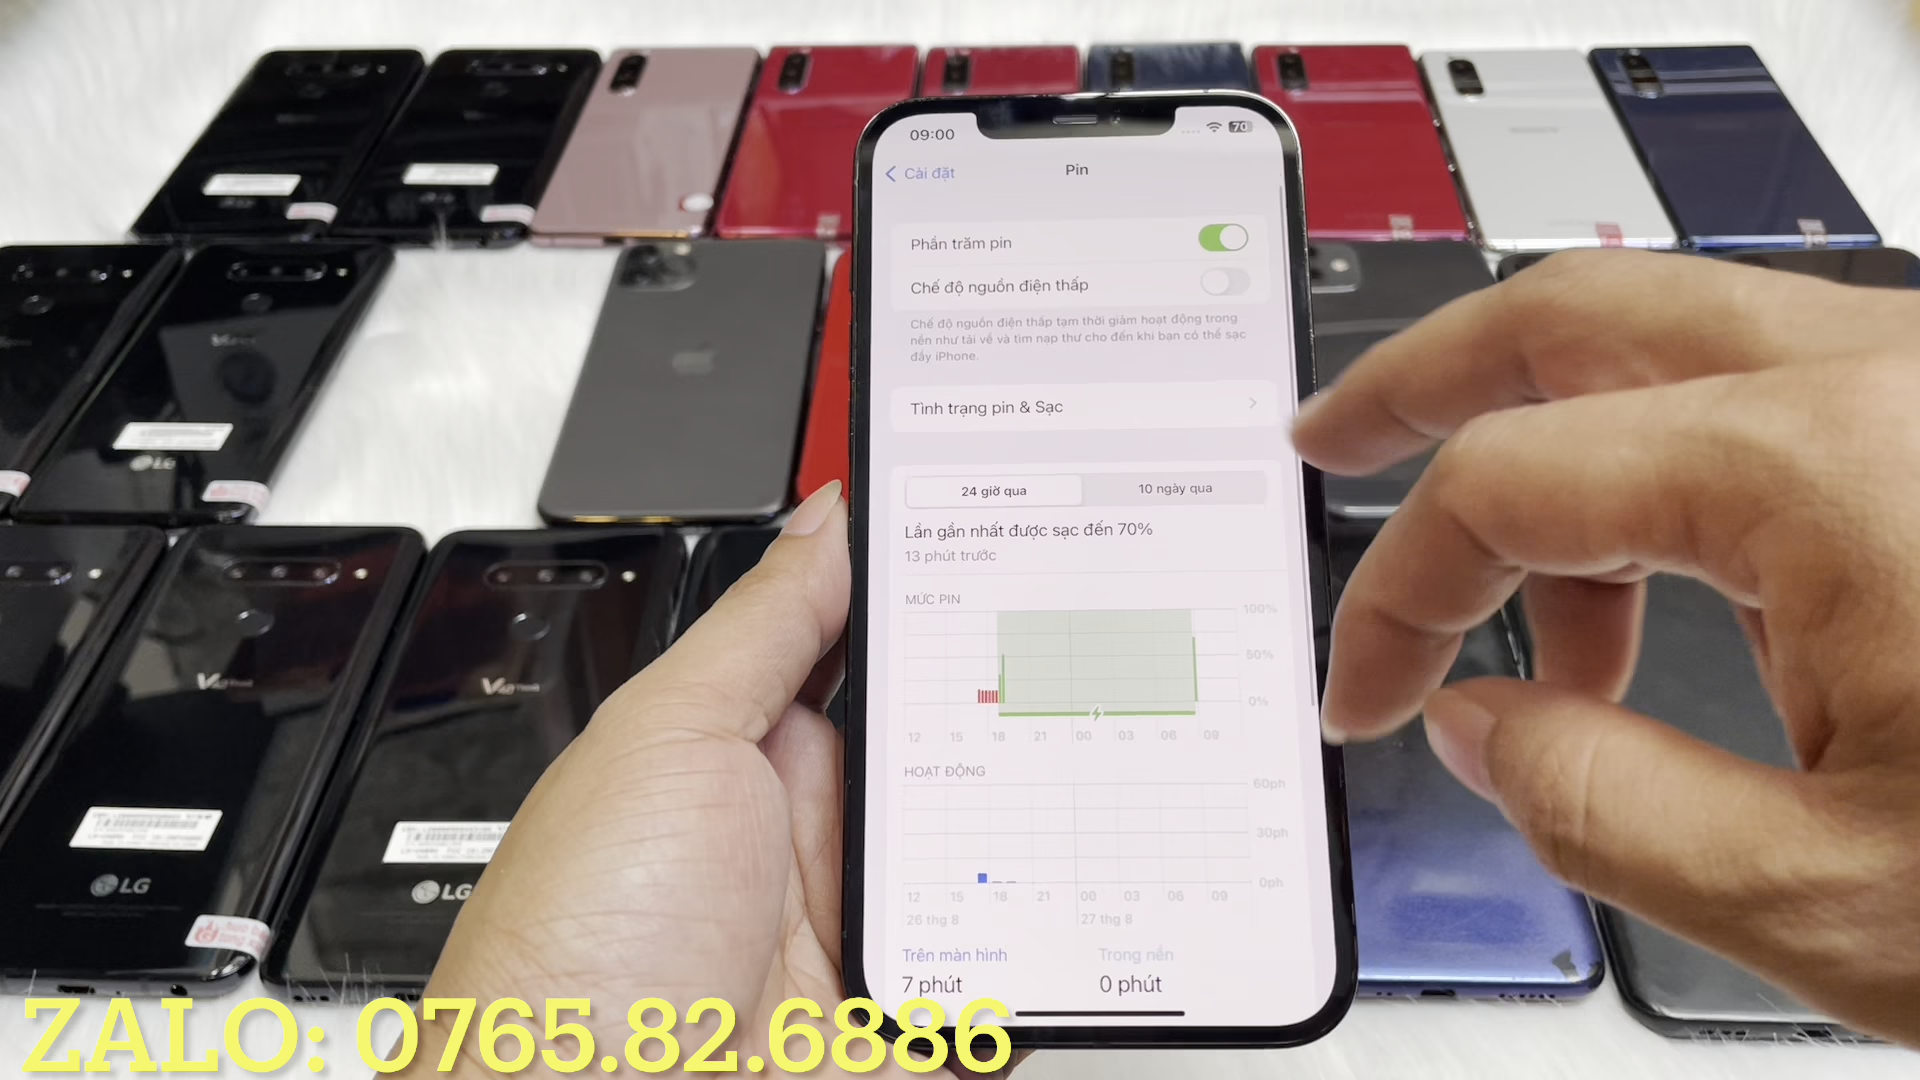 09:00
70
Cài đặt
Pin
Phần trăm pin
Chế độ nguồn điện thấp
Chế độ nguồn điện thấp tạm thời giảm hoạt động trong
nền như tải về và tìm nạp thư cho đến khi bạn có thể sạc
đầy iPhone.
Tình trạng pin & Sạc
24 giờ qua
10 ngày qua
Lần gần nhất được sạc đến 70%
13 phút trước
MỨC PIN
100%
50%
0%
12 15 18 21 00 03 06 09
HOẠT ĐỘNG
60ph
30ph
0ph
12 15 18 21 00 03 06 09
26 thg 8
27 thg 8
Trên màn hình
Trong nền
7 phút
0 phút
LG
V40 ThinQ
V40 ThinQ
LG
LG
ZALO: 0765.82.6886